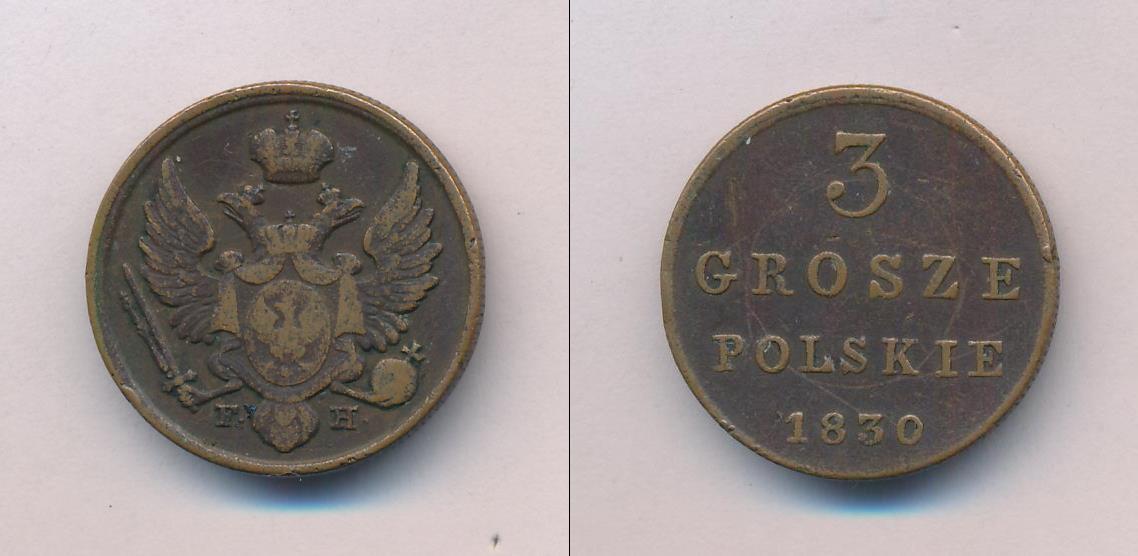 F. H.
3
GROSZE
POLSKIE
1830